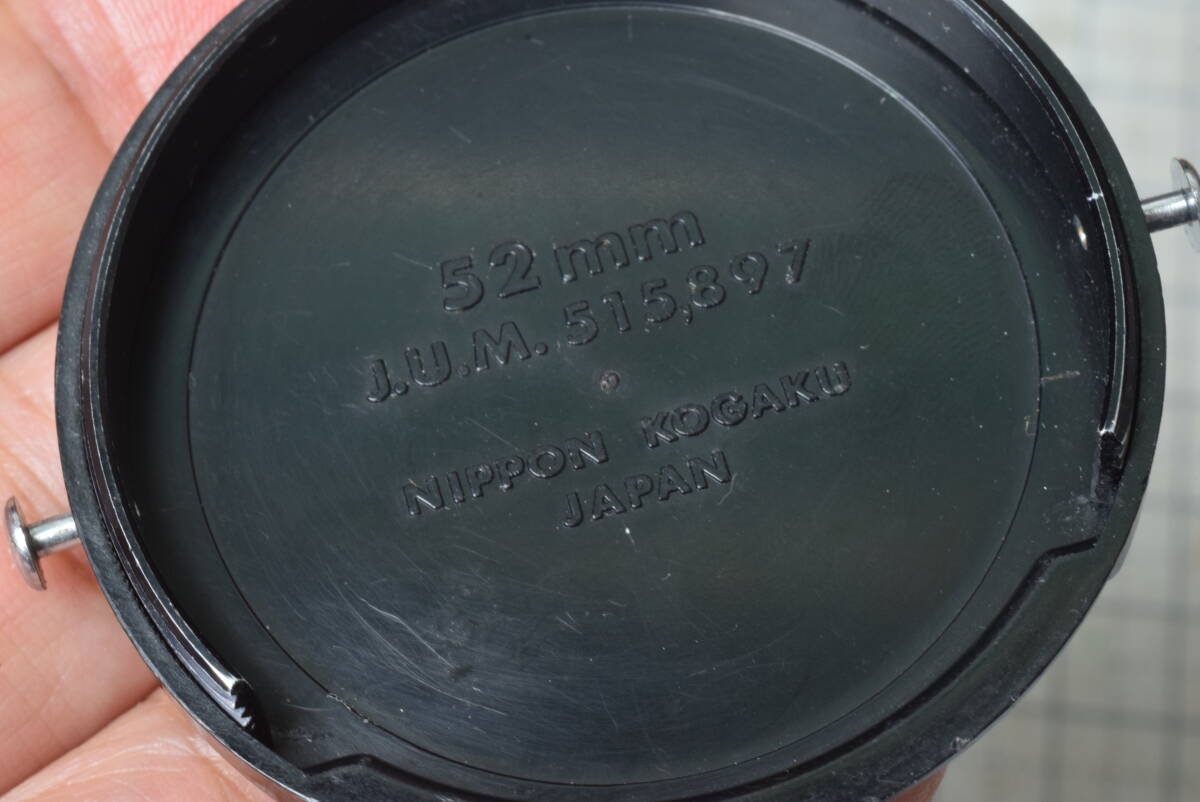 52mm
J.U.M. 515,897
NIPPON KOGAKU
JAPAN